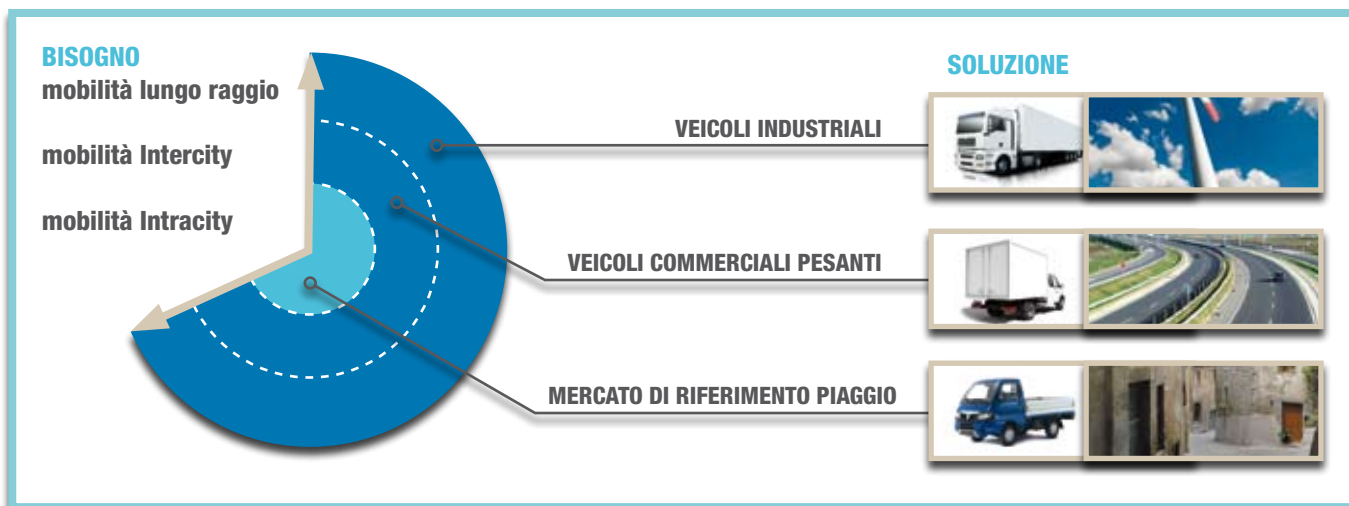 BISOGNO
mobilità lungo raggio
mobilità Intercity
mobilità Intracity
SOLUZIONE
VEICOLI INDUSTRIALI
VEICOLI COMMERCIALI PESANTI
MERCATO DI RIFERIMENTO PIAGGIO